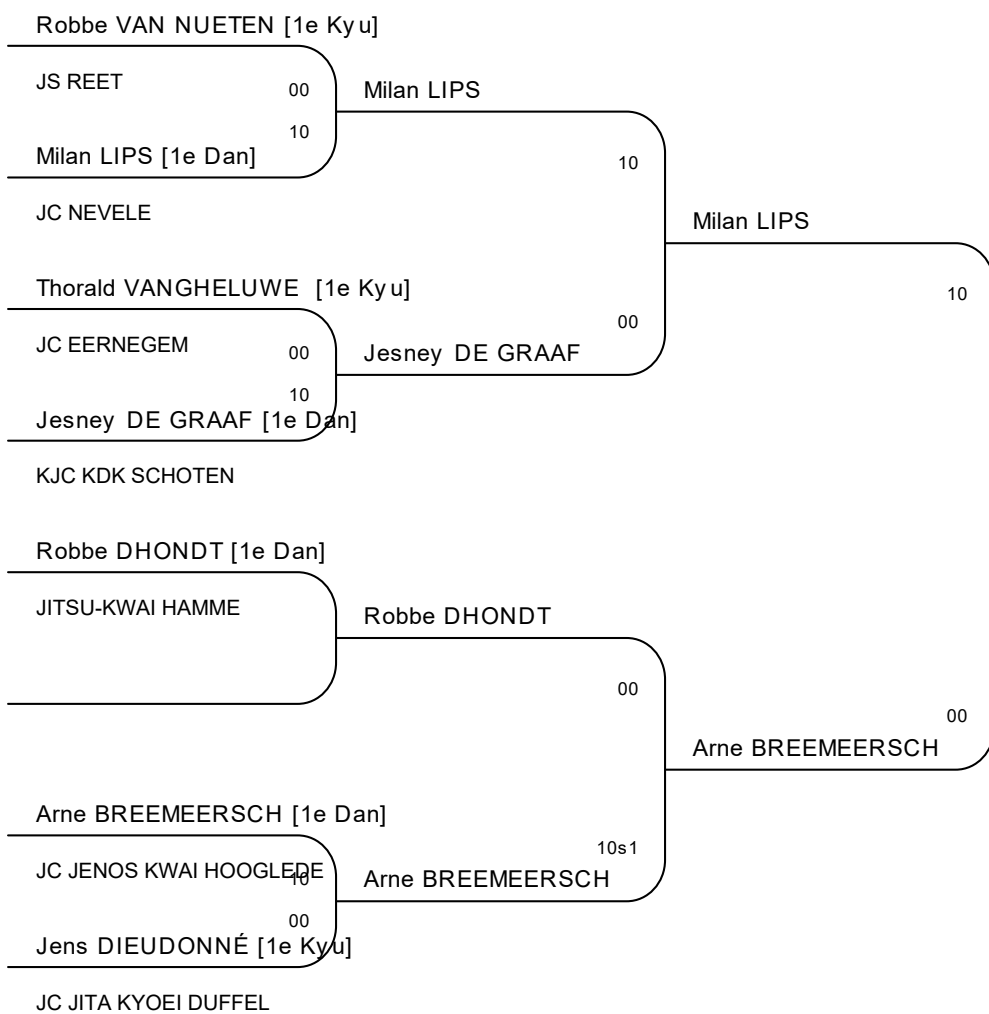 Robbe VAN NUETEN [1e Kyu]
JS REET
00
Milan LIPS
10
Milan LIPS [1e Dan]
10
JC NEVELE
Milan LIPS
Thorald VANGHELUWE [1e Kyu]
10
00
JC EERNEGEM
00
Jesney DE GRAAF
10
Jesney DE GRAAF [1e Dan]
KJC KDK SCHOTEN
Robbe DHONDT [1e Dan]
JITSU-KWAI HAMME
Robbe DHONDT
00
00
Arne BREEMEERSCH
Arne BREEMEERSCH [1e Dan]
10s1
JC JENOS KWAI HOOGLEDE
10
Arne BREEMEERSCH
00
Jens DIEUDONNÉ [1e Kyu]
JC JITA KYOEI DUFFEL